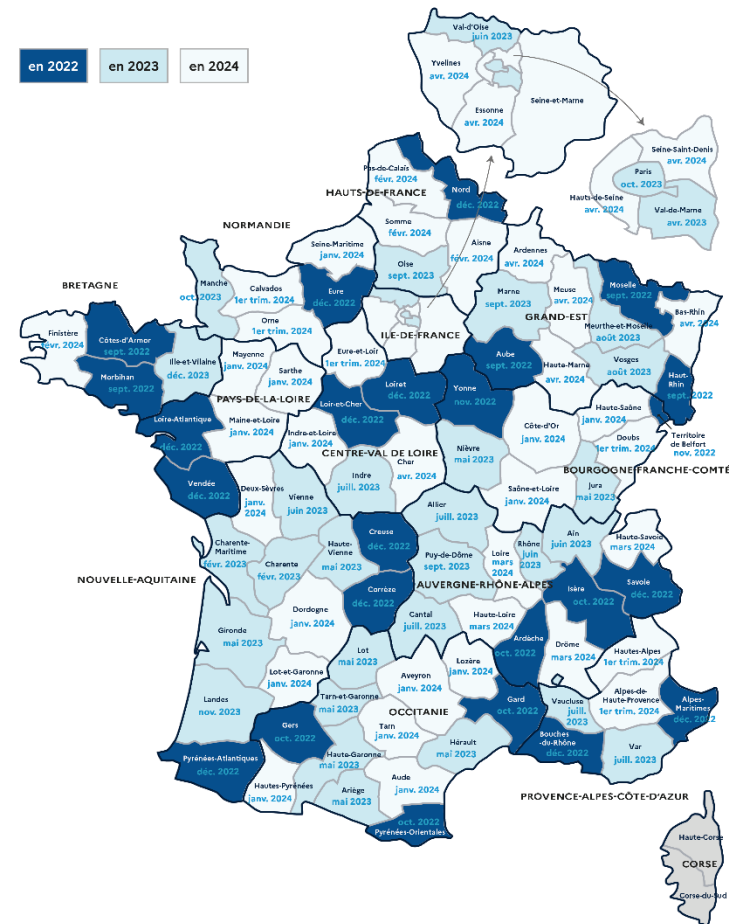 en 2022
en 2023
en 2024
Val-d'Oise
juin 2023
Yvelines
avr. 2024
Essonne
avr. 2024
Seine-et-Marne
Seine-Saint-Denis
avr. 2024
Paris
oct. 2023
Hauts-de-Seine
avr. 2024
Val-de-Marne
avr. 2023
Pas-de-Calais
févr. 2024
HAUTS-DE-FRANCE
Nord
déc. 2022
Somme
févr. 2024
NORMANDIE
Seine-Maritime
janv. 2024
Aisne
févr. 2024
Ardennes
avr. 2024
Oise
sept. 2023
Manche
oct. 2023
Calvados
1er trim. 2024
Eure
déc. 2022
Marne
sept. 2023
Meuse
avr. 2024
Moselle
sept. 2022
Bas-Rhin
avr. 2024
BRETAGNE
GRAND-EST
Orne
1er trim. 2024
ILE-DE-FRANCE
Meurthe-et-Moselle
août 2023
Finistère
févr. 2024
Côtes-d'Armor
sept. 2022
Ille-et-Vilaine
déc. 2023
Mayenne
janv. 2024
Sarthe
janv. 2024
Eure-et-Loir
1er trim. 2024
Aube
sept. 2022
Haute-Marne
avr. 2024
Vosges
août 2023
Haut-
Rhin
sept. 2022
Morbihan
sept. 2022
PAYS-DE-LA-LOIRE
Loir-et-Cher
déc. 2022
Loiret
déc. 2022
Yonne
nov. 2022
Loire-Atlantique
déc. 2022
Maine-et-Loire
janv. 2024
Indre-et-Loire
janv. 2024
CENTRE-VAL DE LOIRE
Côte-d'Or
janv. 2024
Haute-Saône
janv. 2024
Territoire
de Belfort
nov. 2022
Doubs
1er trim. 2024
Nièvre
mai 2023
Cher
avr. 2024
BOURGOGNE FRANCHE-COMTÉ
Vendée
déc. 2022
Deux-Sèvres
janv.
2024
Vienne
juin 2023
Indre
juill. 2023
Saône-et-Loire
janv. 2024
Jura
mai 2023
Allier
juill. 2023
Charente-
Maritime
févr. 2023
Charente
févr. 2023
Haute-
Vienne
mai 2023
Creuse
déc. 2022
Puy-de-Dôme
sept. 2023
Loire
mars
2024
Rhône
juin
2023
Ain
juin 2023
Haute-Savoie
mars 2024
NOUVELLE-AQUITAINE
AUVERGNE-RHÔNE-ALPES
Savoie
déc. 2022
Isère
oct. 2022
Corrèze
déc. 2022
Dordogne
janv. 2024
Cantal
juill. 2023
Haute-Loire
mars 2024
Gironde
mai 2023
Ardèche
oct. 2022
Drôme
mars 2024
Hautes-Alpes
1er trim. 2024
Lot
mai 2023
Lozère
janv. 2024
Aveyron
janv. 2024
Lot-et-Garonne
janv. 2024
Landes
nov. 2023
Tarn-et-Garonne
mai 2023
OCCITANIE
Gard
oct. 2022
Vaucluse
juill.
2023
Alpes-de-
Haute-Provence
1er trim. 2024
Alpes-
Maritimes
déc. 2022
Gers
oct. 2022
Tarn
janv. 2024
Bouches
-du-Rhône
déc. 2022
Var
juill. 2023
Pyrénées-Atlantiques
déc. 2022
Haute-Garonne
mai 2023
Hérault
mai 2023
Hautes-Pyrénées
janv. 2024
Ariège
mai 2023
Aude
janv. 2024
PROVENCE-ALPES-CÔTE-D'AZUR
oct. 2022
Pyrénées-Orientales
Haute-Corse
CORSE
Corse-du-Sud